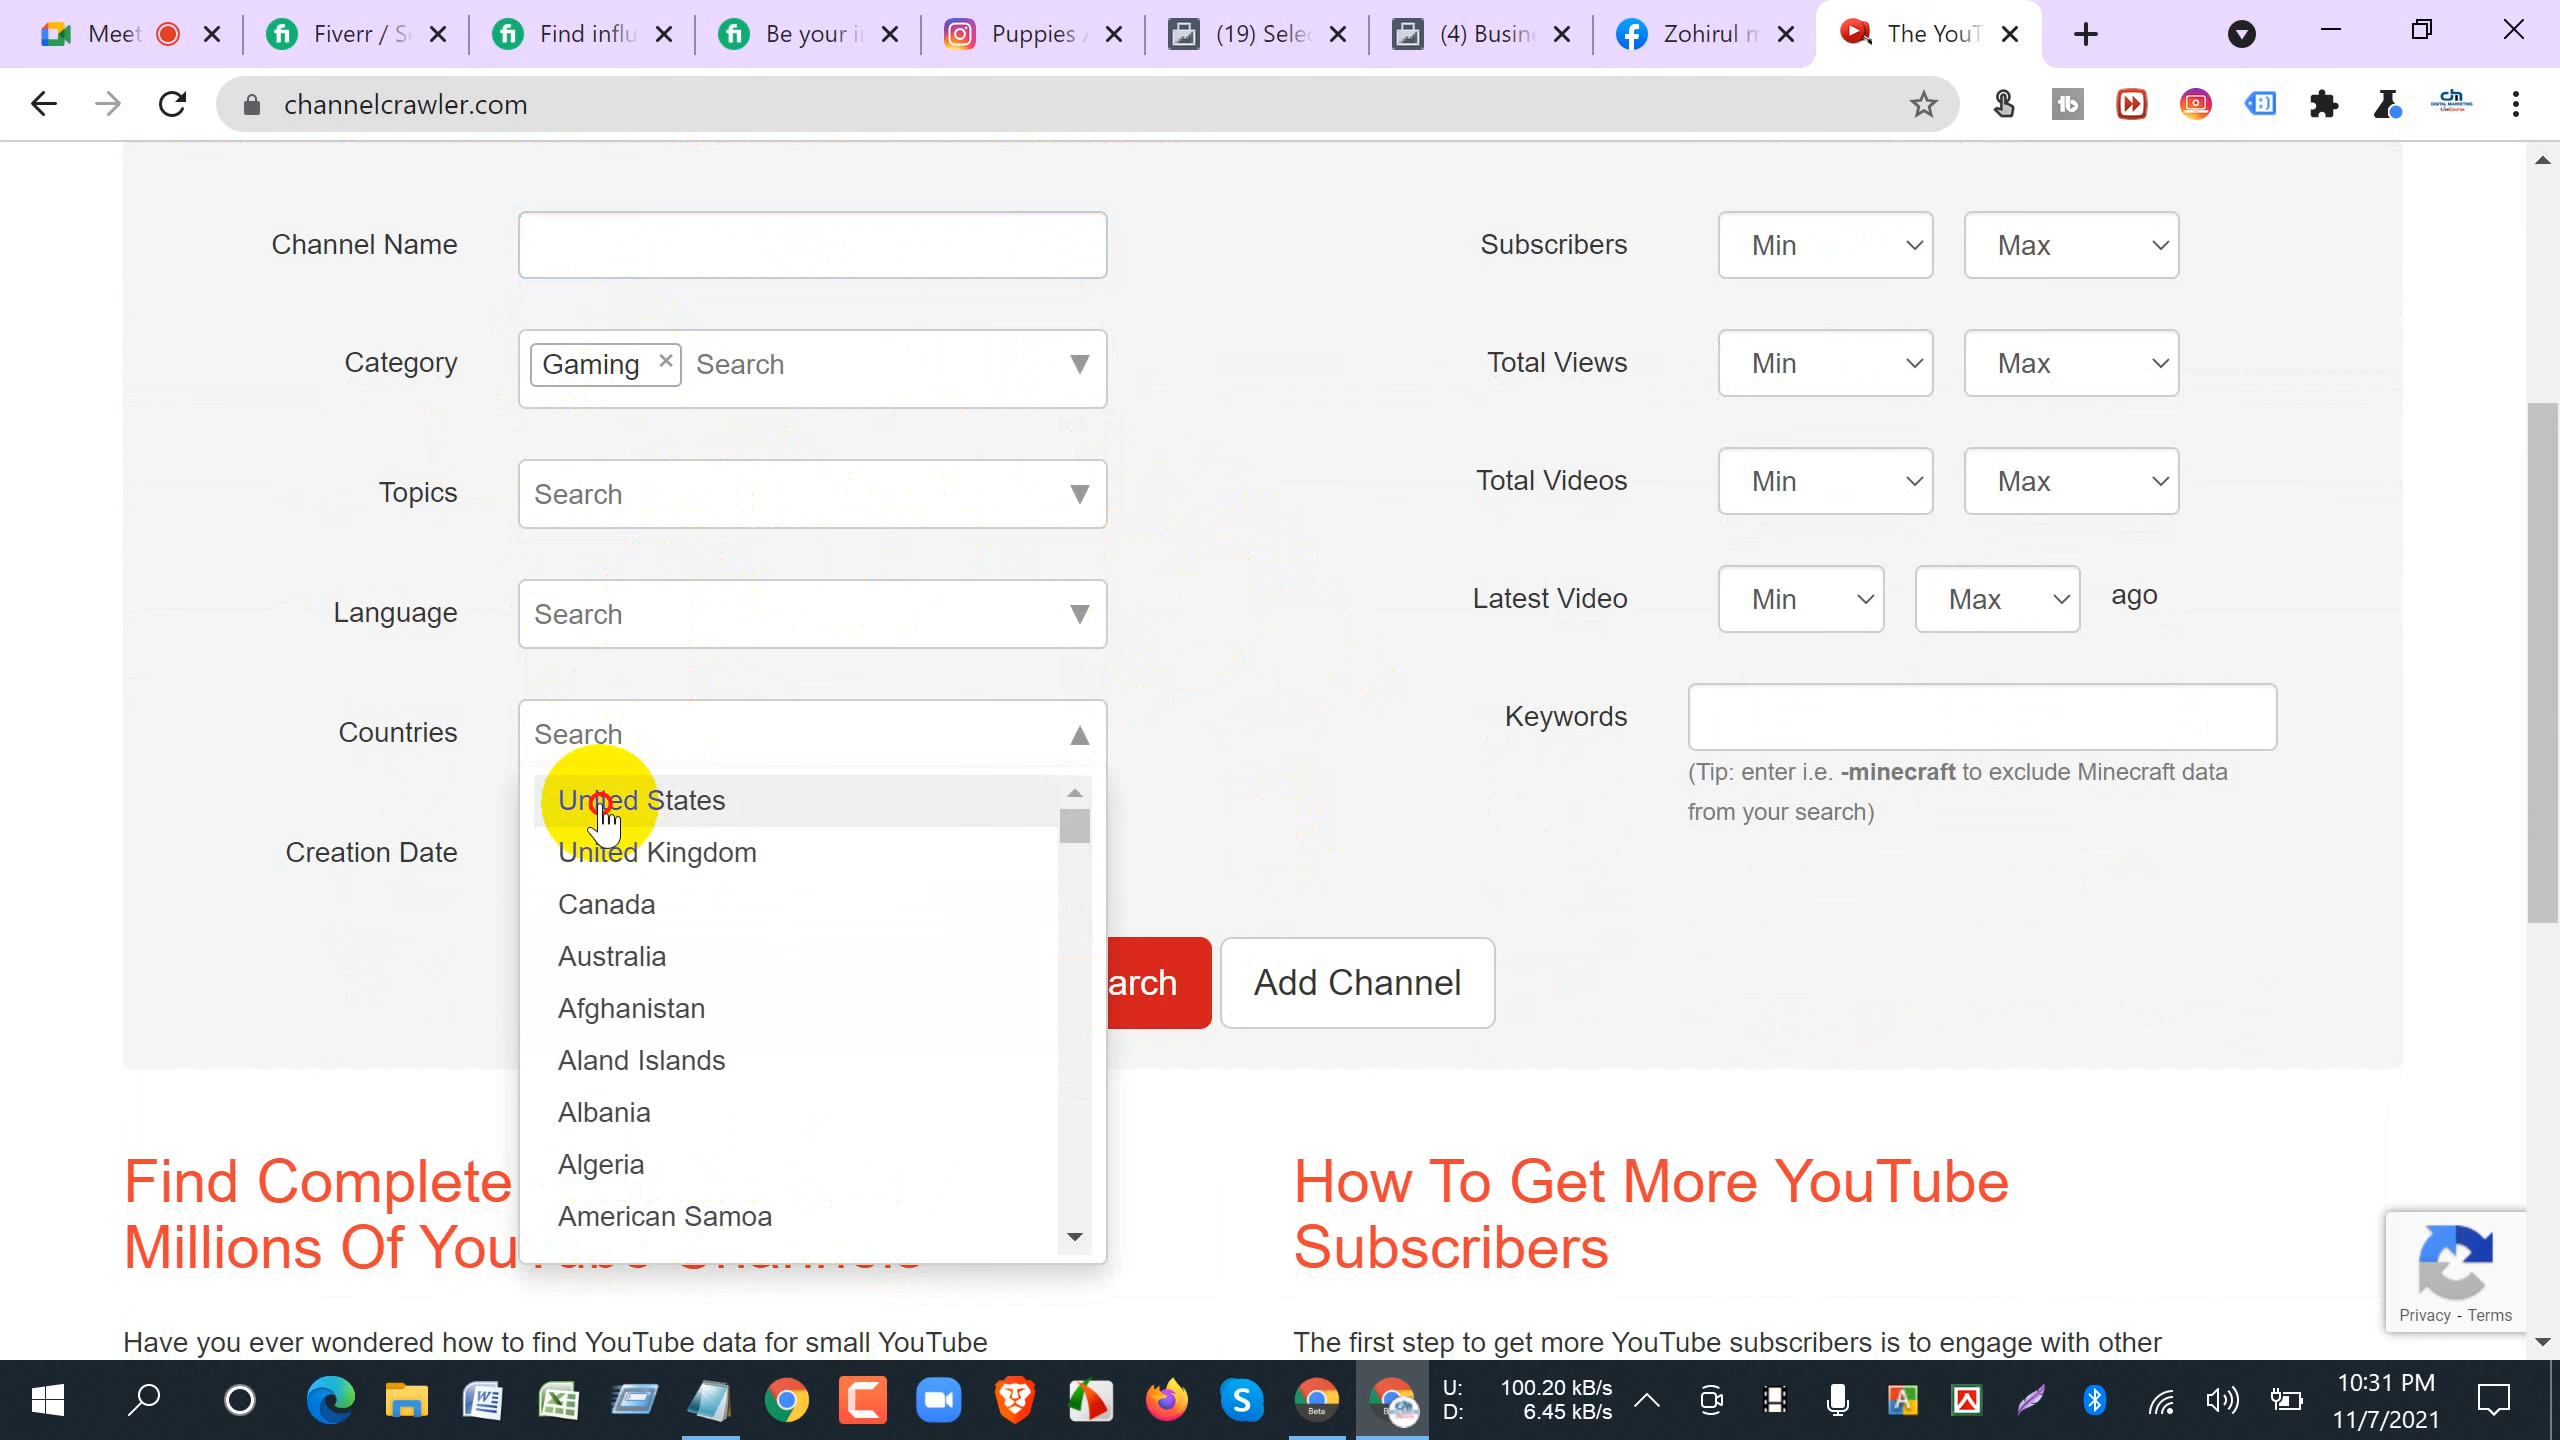 Meet
Fiverr / S
Find influ
Be your i
Puppies
(19) Sele
(4) Busin
Zohirul m
The YouT
channelcrawler.com
Channel Name
Subscribers
Min
Max
Category
Gaming
Search
Total Views
Min
Max
Topics
Search
Total Videos
Min
Max
Language
Search
Latest Video
Min
Max
ago
Countries
Search
Keywords
(Tip: enter i.e. -minecraft to exclude Minecraft data
from your search)
United States
United Kingdom
Canada
Australia
Afghanistan
Aland Islands
Albania
Algeria
American Samoa
Creation Date
arch
Add Channel
Find Complete
Millions Of You
How To Get More YouTube
Subscribers
Have you ever wondered how to find YouTube data for small YouTube
The first step to get more YouTube subscribers is to engage with other
Privacy - Terms
U: 100.20 kB/s
D: 6.45 kB/s
10:31 PM
11/7/2021